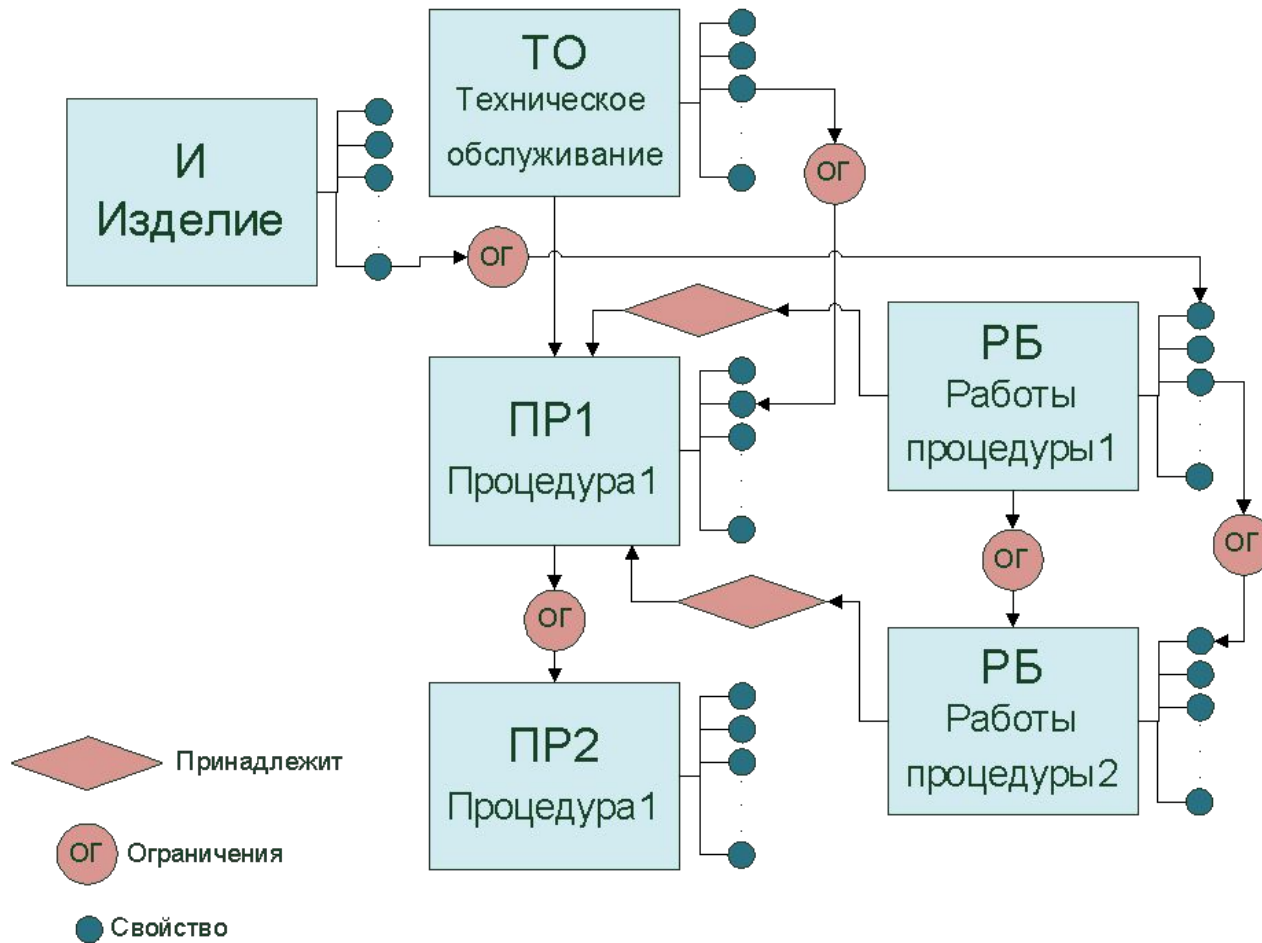 ТО
Техническое
обслуживание
И
Изделие
ОГ
ОГ
РБ
Работы
процедуры1
ПР1
Процедура1
ОГ
ОГ
ОГ
РБ
Работы
процедуры2
ПР2
Процедура1
Принадлежит
ОГ Ограничения
Свойство